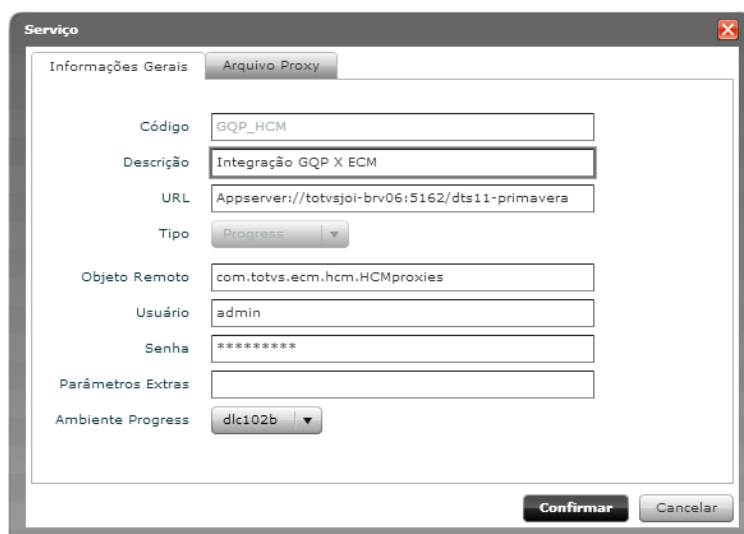 Serviço
Informações Gerais Arquivo Proxy
Código GQP_HCM
Descrição Integração GQP X ECM
URL Appserver://totvsjoi-brv06:5162/dts11-primavera
Tipo Progress
Objeto Remoto com.totvs.ecm.hcm.HCMproxies
Usuário admin
Senha *********
Parâmetros Extras
Ambiente Progress dlc102b
Confirmar Cancelar